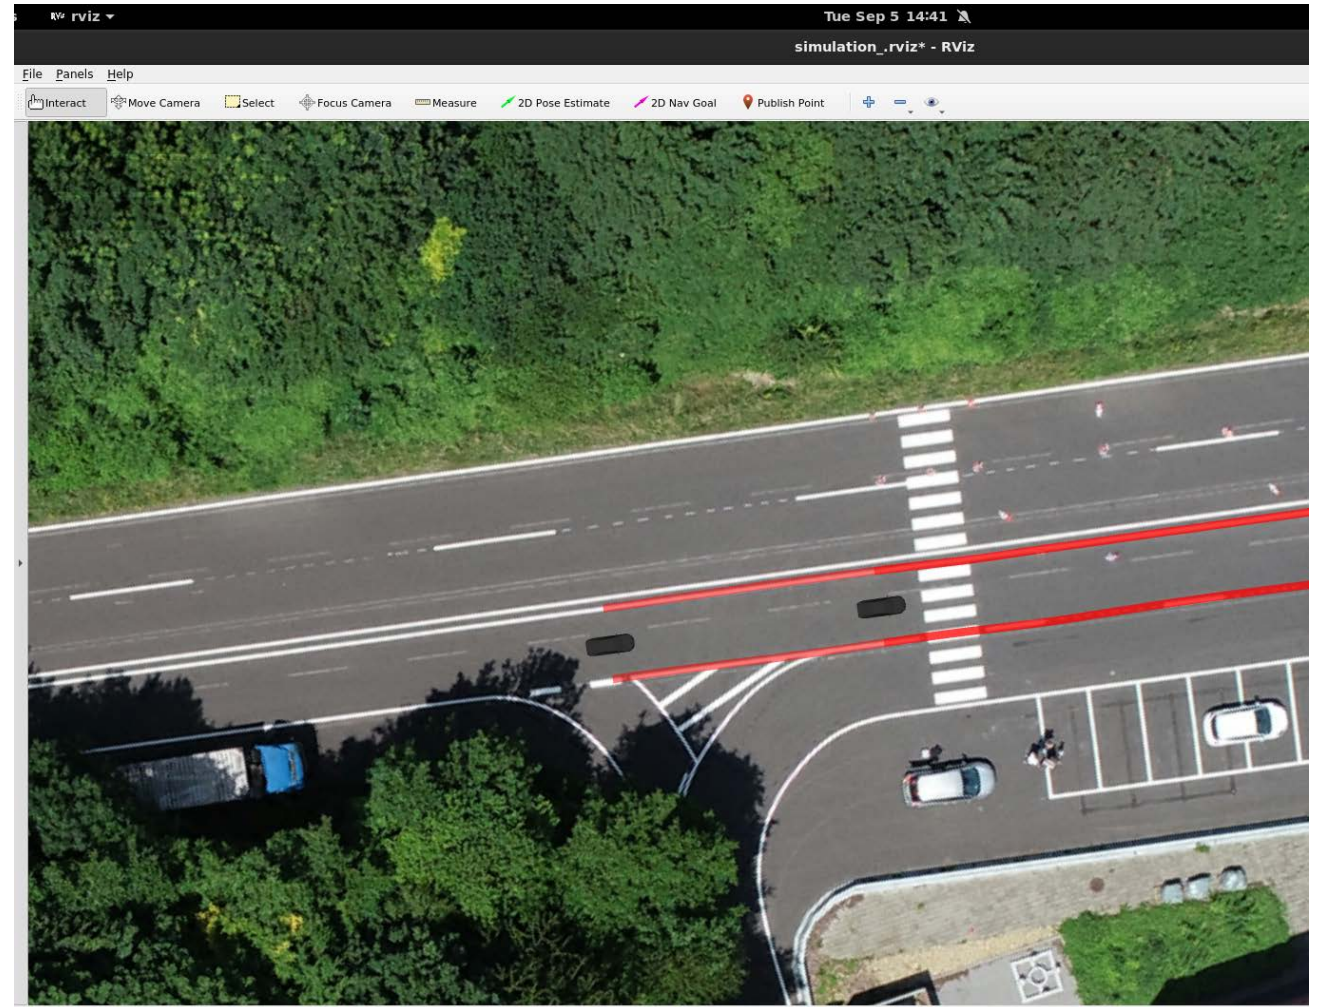 rviz
Tue Sep 5 14:41
simulation_.rviz* - RViz
File Panels Help
Interact Move Camera Select Focus Camera Measure 2D Pose Estimate 2D Nav Goal Publish Point